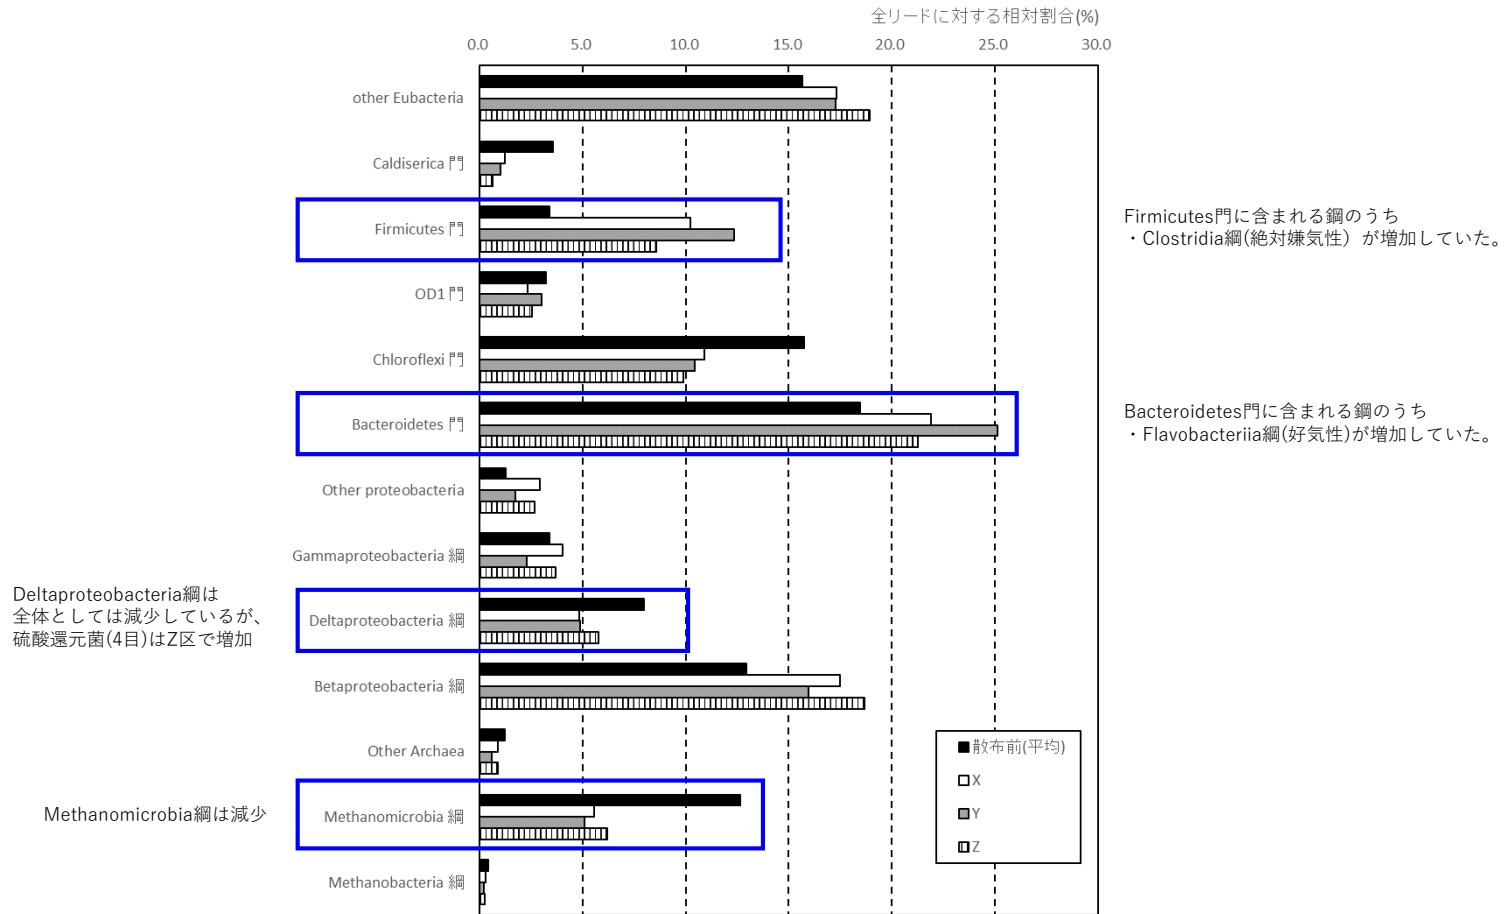 全リードに対する相対割合(%)
0.0 5.0 10.0 15.0 20.0 25.0 30.0
other Eubacteria
Caldiserica 門
Firmicutes 門
Firmicutes門に含まれる鋼のうち
・Clostridia綱(絶対嫌気性）が増加していた。
OD1 門
Chloroflexi 門
Bacteroidetes 門
Bacteroidetes門に含まれる鋼のうち
・Flavobacteriia綱(好気性)が増加していた。
Other proteobacteria
Gammaproteobacteria 綱
Deltaproteobacteria綱は
全体としては減少しているが、
硫酸還元菌(4目)はZ区で増加
Deltaproteobacteria 綱
Betaproteobacteria 綱
Other Archaea
Methanomicrobia綱は減少
Methanomicrobia 綱
Methanobacteria 綱
散布前(平均)
X
Y
Z